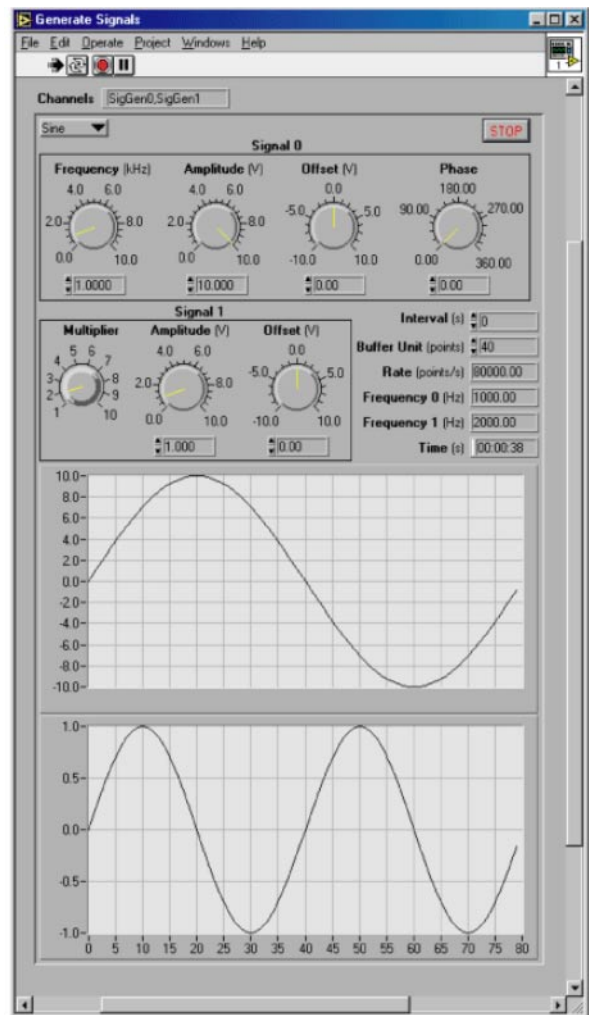 Generate Signals
File Edit Operate Project Windows Help
1
Channels SigGen0,SigGen1
Sine STOP
Signal 0
Frequency (kHz) Amplitude (V) Offset (V) Phase
4.0 6.0 4.0 6.0 0.0 180.00
2.0 8.0 2.0 8.0 -5.0 5.0 90.00 270.00
0.0 10.0 0.0 10.0 -10.0 10.0 0.00 360.00
1.0000 10.000 0.00 0.00
Signal 1
Multiplier Amplitude (V) Offset (V)
4 5 6 7 4.0 6.0 0.0
3 8 2.0 8.0 -5.0 5.0
2 9
1 10 0.0 10.0 -10.0 10.0
1.000 0.00
Interval (s) 0
Buffer Unit (points) 40
Rate (points/s) 80000.00
Frequency 0 (Hz) 1000.00
Frequency 1 (Hz) 2000.00
Time (s) 00:00:38
10.0
8.0
6.0
4.0
2.0
0.0
-2.0
-4.0
-6.0
-8.0
-10.0
1.0
0.5
0.0
-0.5
-1.0
0 5 10 15 20 25 30 35 40 45 50 55 60 65 70 75 80